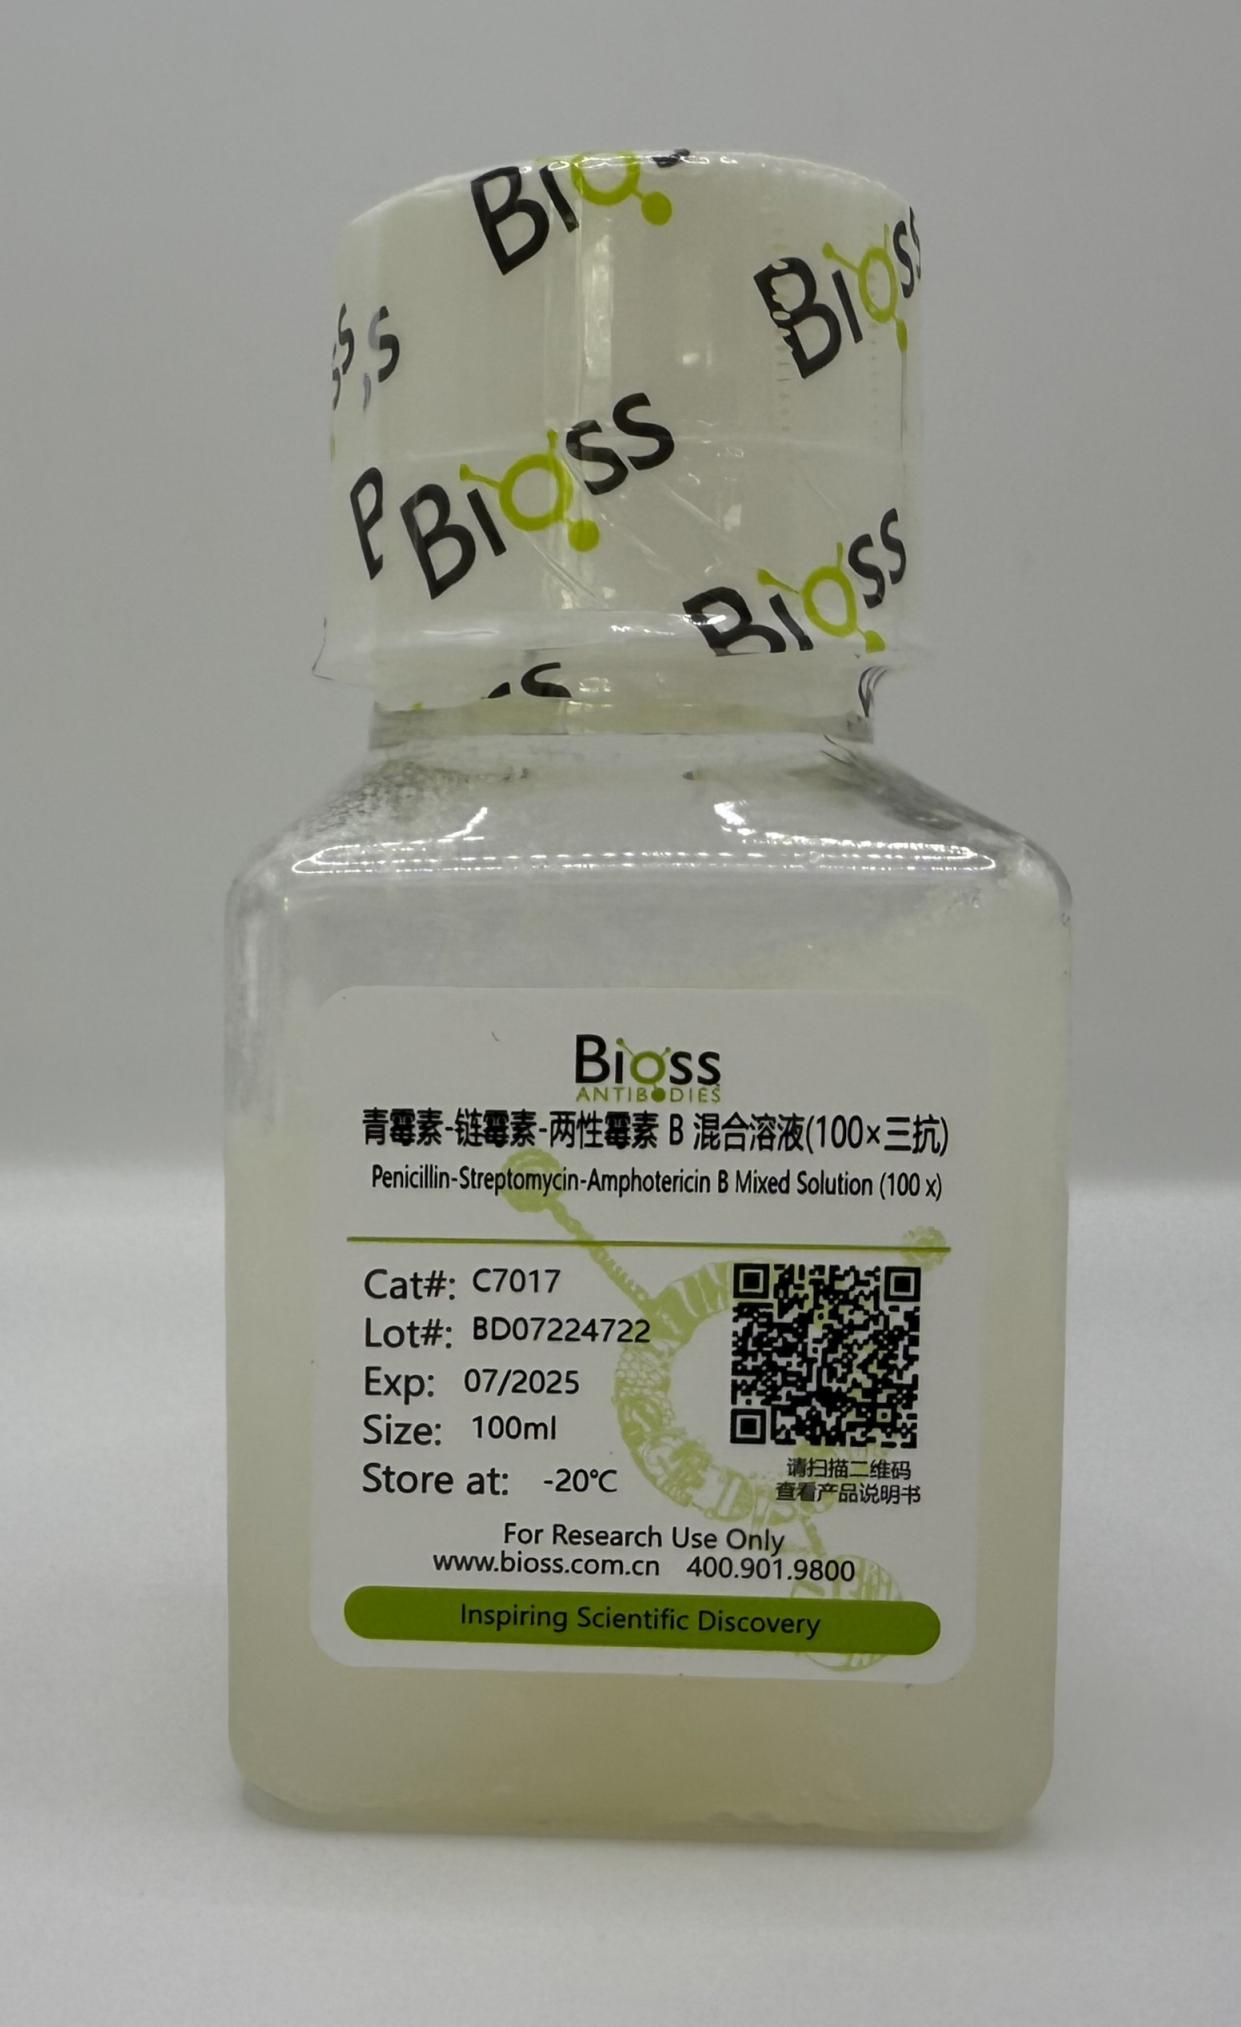 Bios
Bioss
s s
P Bioss
Bioss
Bioss
ANTIBODIES
青霉素-链霉素-两性霉素 B 混合溶液(100×三抗)
Penicillin-Streptomycin-Amphotericin B Mixed Solution (100 x)
Cat#: C7017
Lot#: BD07224722
Exp: 07/2025
Size: 100ml
Store at: -20℃
请扫描二维码
查看产品说明书
For Research Use Only
www.bioss.com.cn 400.901.9800
Inspiring Scientific Discovery